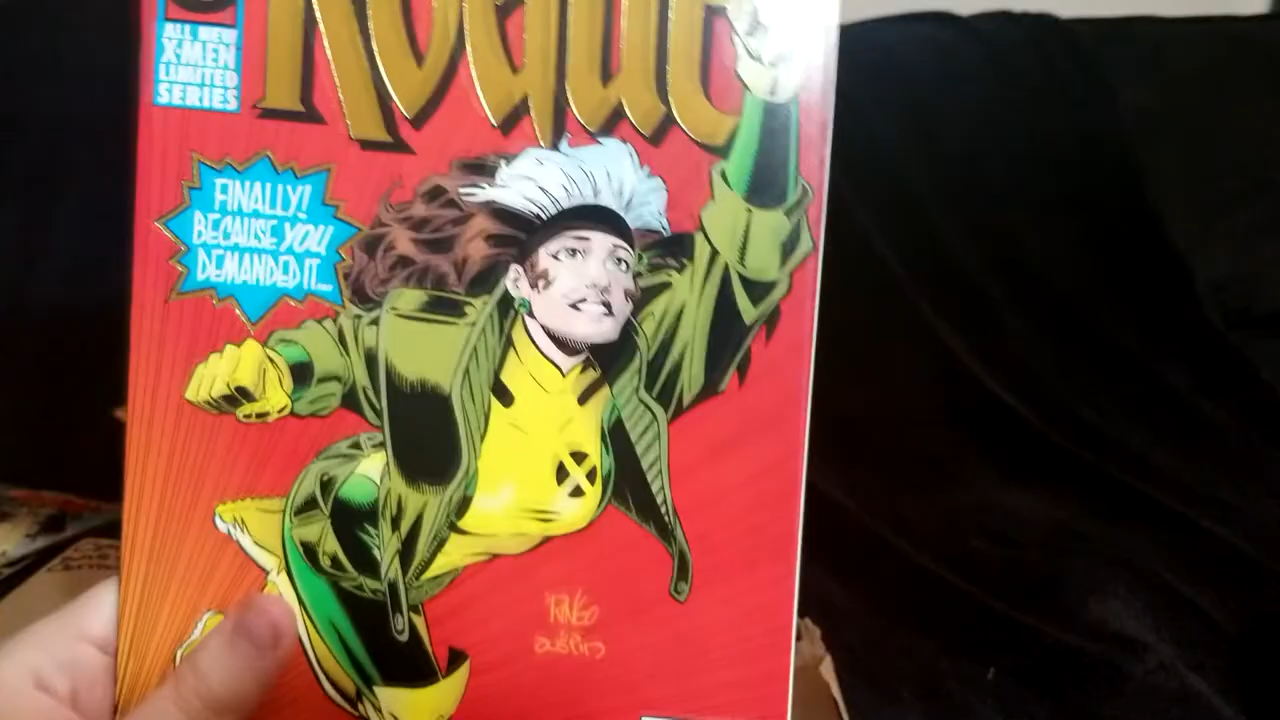 Rogue
ALL NEW
X-MEN
LIMITED
SERIES
FINALLY!
BECAUSE YOU
DEMANDED IT...
X
'RINGO
AUSTIN